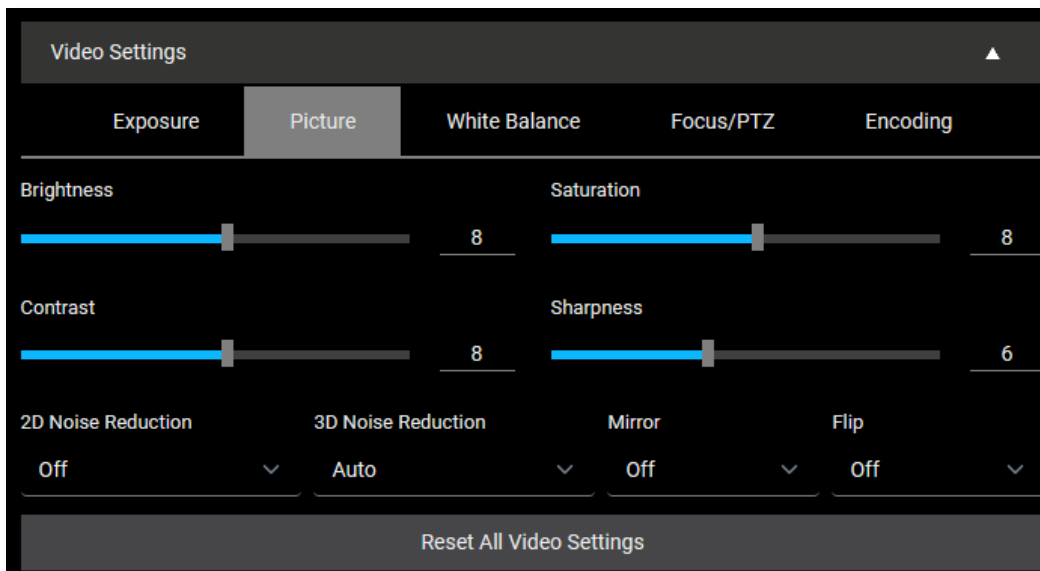 Video Settings
Exposure Picture White Balance Focus/PTZ Encoding
Brightness Saturation
8 8
Contrast Sharpness
8 6
2D Noise Reduction 3D Noise Reduction Mirror Flip
Off Auto Off Off
Reset All Video Settings